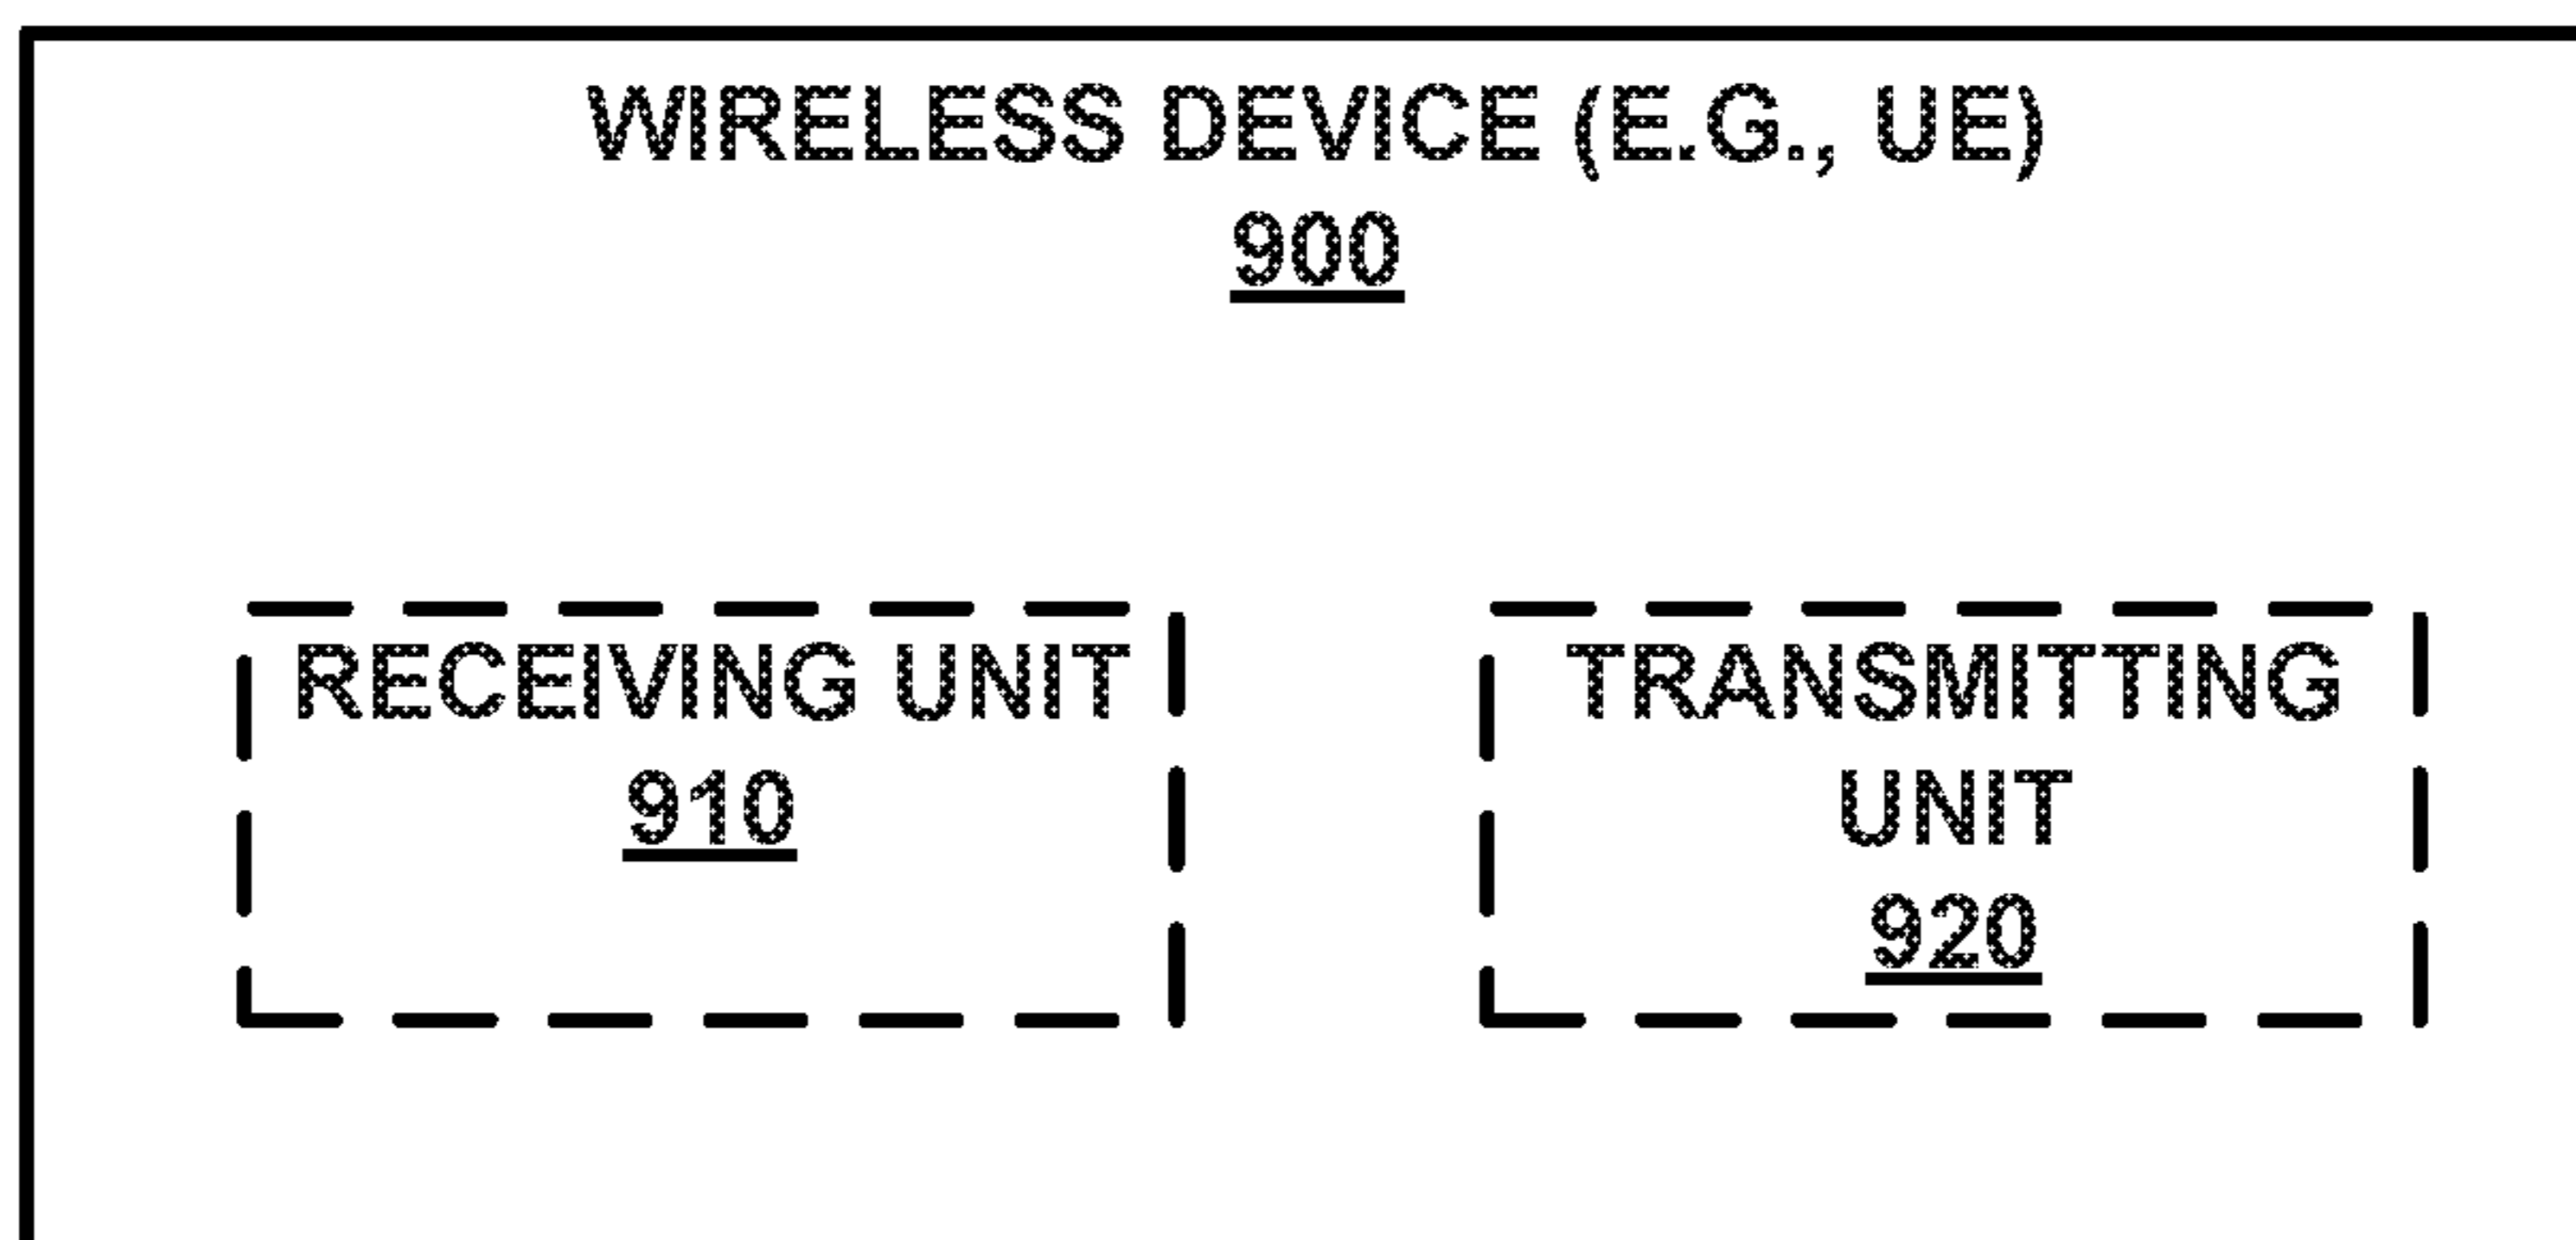 WIRELESS DEVICE (E.G., UE)
900
RECEIVING UNIT
910
TRANSMITTING
UNIT
920